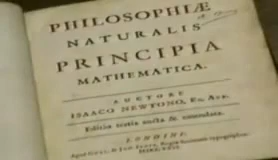 PHILOSOPHIÆ
NATURALIS
PRINCIPIA
MATHEMATICA.
AUCTORE
ISAACO NEWTONO, EQ. AUR.
Editio tertia aucta & emendata.
LONDINI: